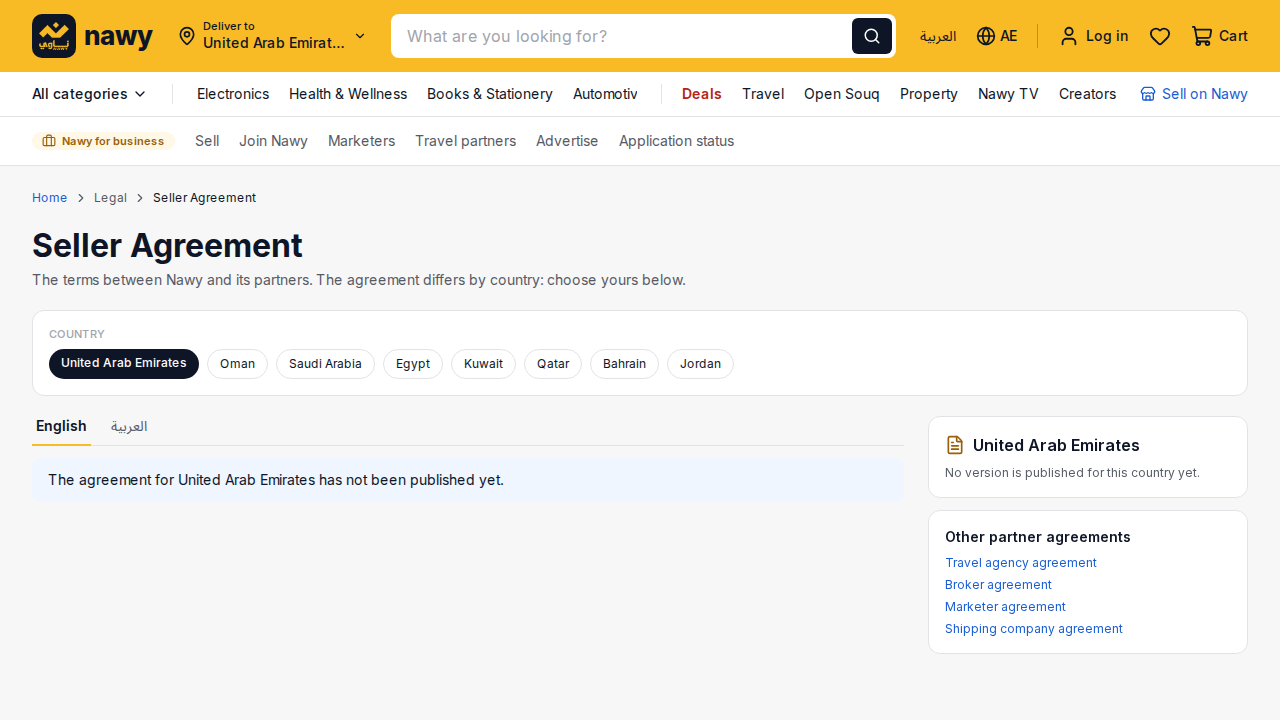 ناوي
NAWY
nawy
Deliver to
United Arab Emirat...
What are you looking for?
العربية
AE
Log in
Cart
All categories
Electronics
Health & Wellness
Books & Stationery
Automotiv
Deals
Travel
Open Souq
Property
Nawy TV
Creators
Sell on Nawy
Nawy for business
Sell
Join Nawy
Marketers
Travel partners
Advertise
Application status
Home
Legal
Seller Agreement
Seller Agreement
The terms between Nawy and its partners. The agreement differs by country: choose yours below.
COUNTRY
United Arab Emirates
Oman
Saudi Arabia
Egypt
Kuwait
Qatar
Bahrain
Jordan
English
العربية
The agreement for United Arab Emirates has not been published yet.
United Arab Emirates
No version is published for this country yet.
Other partner agreements
Travel agency agreement
Broker agreement
Marketer agreement
Shipping company agreement